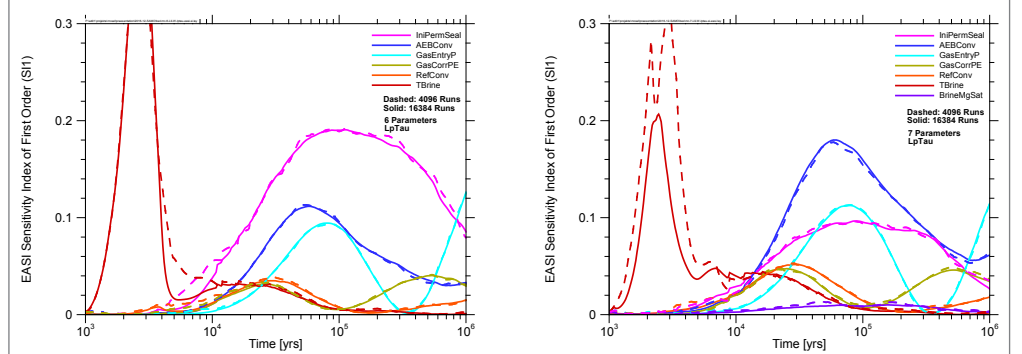 0.3
0.2
0.1
0
EASI Sensitivity Index of First Order (SI1)
IniPermSeal
AEBConv
GasEntryP
GasCorrPE
RefConv
TBrine
Dashed: 4096 Runs
Solid: 16384 Runs
6 Parameters
LpTau
10³ 10⁴ 10⁵ 10⁶
Time [yrs]
0.3
0.2
0.1
0
EASI Sensitivity Index of First Order (SI1)
IniPermSeal
AEBConv
GasEntryP
GasCorrPE
RefConv
TBrine
BrineMgSat
Dashed: 4096 Runs
Solid: 16384 Runs
7 Parameters
LpTau
10³ 10⁴ 10⁵ 10⁶
Time [yrs]